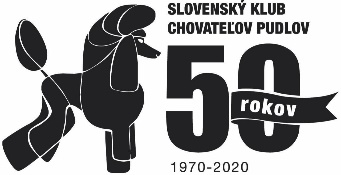 SLOVENSKÝ KLUB
CHOVATEĽOV PUDLOV
50
rokov
1970-2020